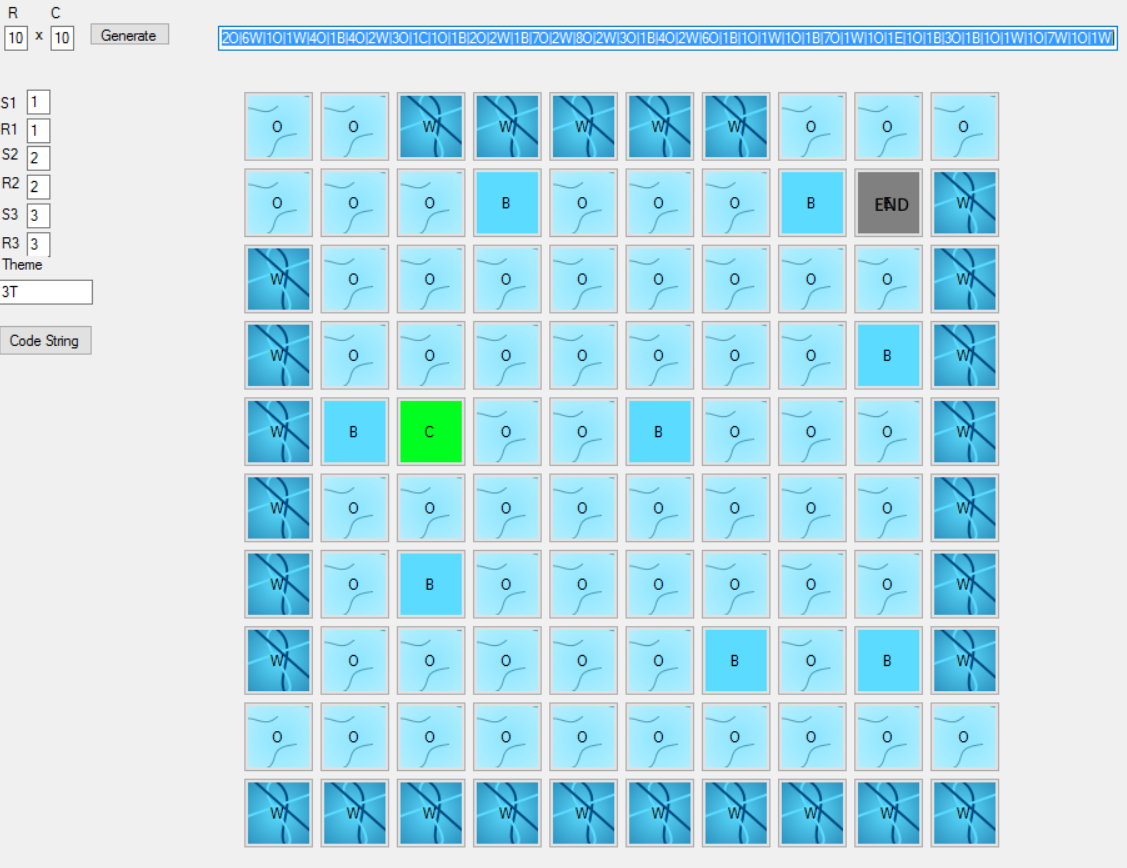 R C
10 x 10 Generate
2O|6W|1O|1W|4O|1B|4O|2W|3O|1C|1O|1B|2O|2W|1B|7O|2W|8O|2W|3O|1B|4O|2W|6O|1B|1O|1W|1O|1B|7O|1W|1O|1E|1O|1B|3O|1B|1O|1W|1O|7W|1O|1W|
S1 1
R1 1
S2 2
R2 2
S3 3
R3 3
Theme
3T
Code String
O O W W W W W O O O
O O O B O O O B END W
W O O O O O O O O W
W O O O O O O O B W
W B C O O B O O O W
W O O O O O O O O W
W O B O O O O O O W
W O O O O O B O B W
O O O O O O O O O O
W W W W W W W W W W